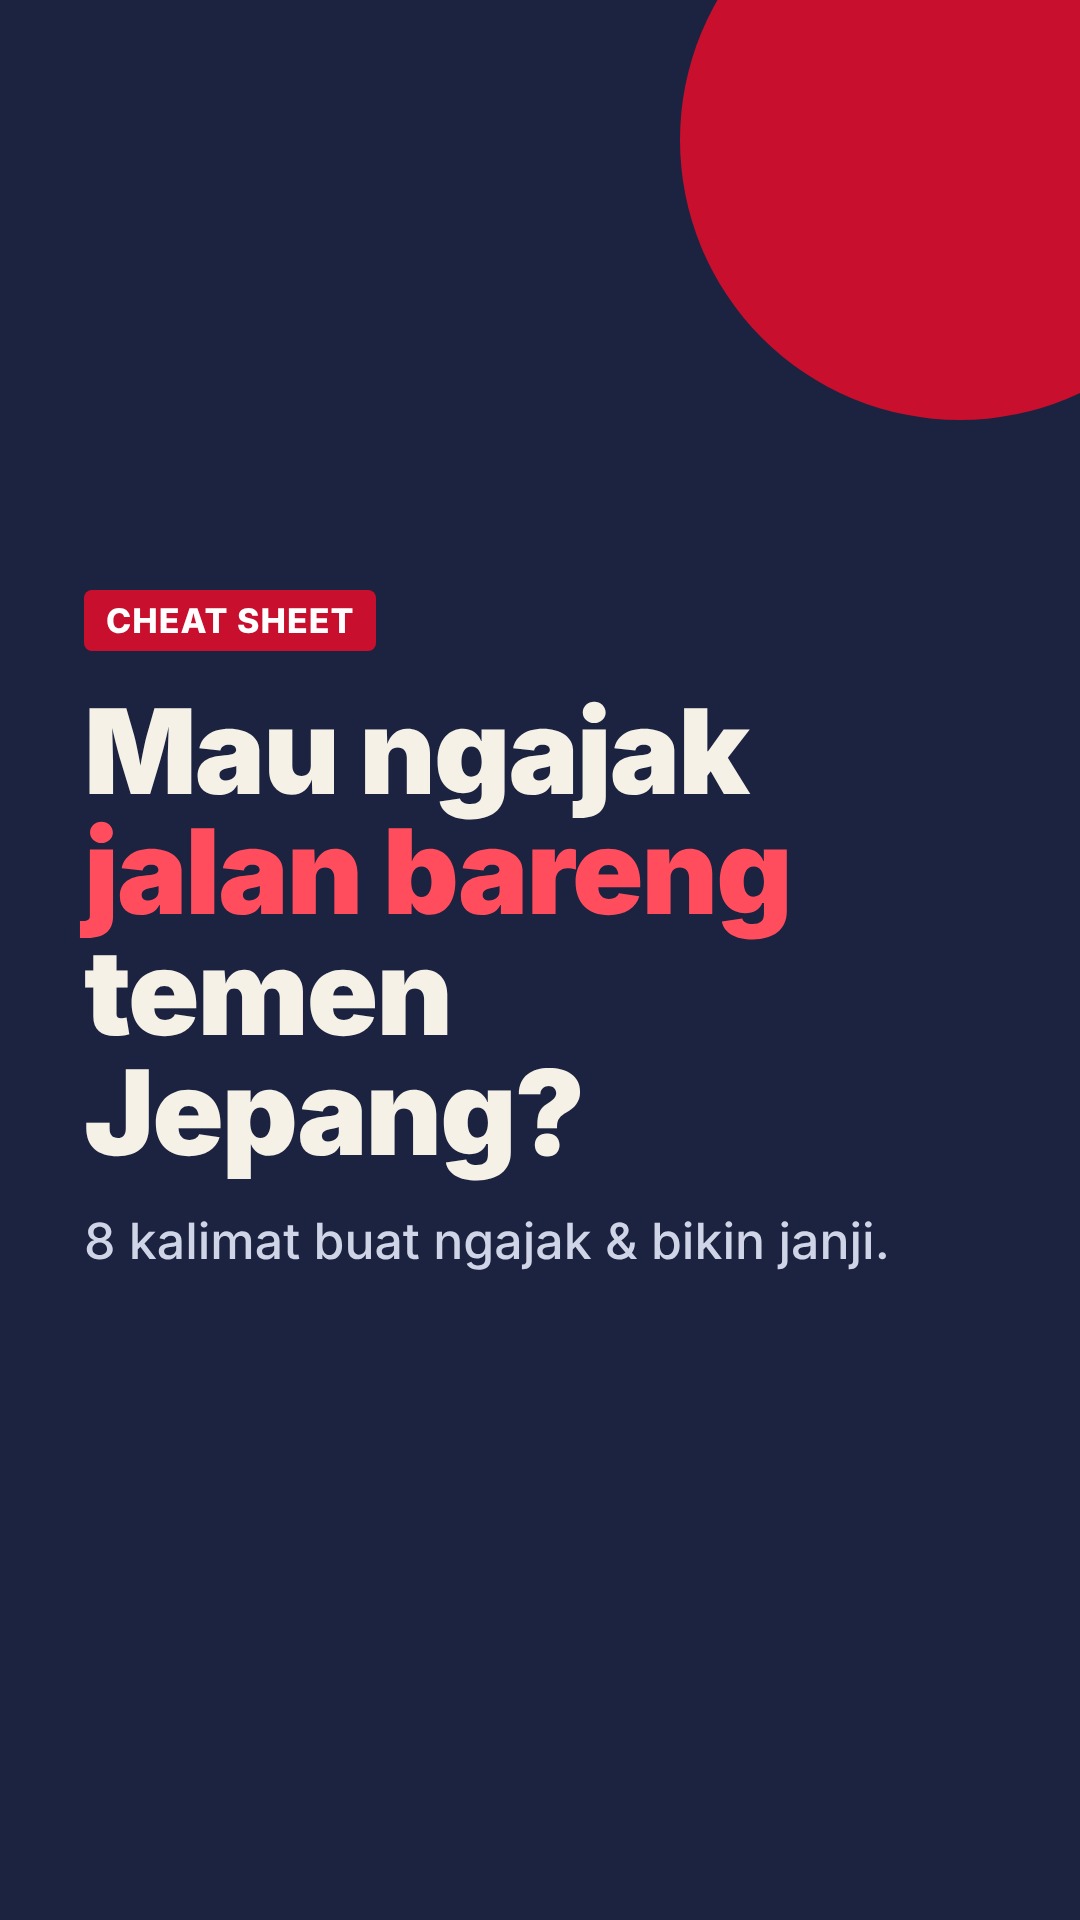 CHEAT SHEET
Mau ngajak
jalan bareng
temen
Jepang?
8 kalimat buat ngajak & bikin janji.